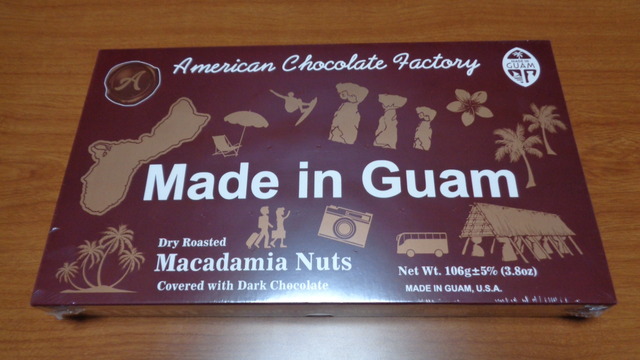 American Chocolate Factory
A
GUAM
Made in Guam
Dry Roasted
Macadamia Nuts
Covered with Dark Chocolate
Net Wt. 106g±5% (3.8oz)
MADE IN GUAM, U.S.A.